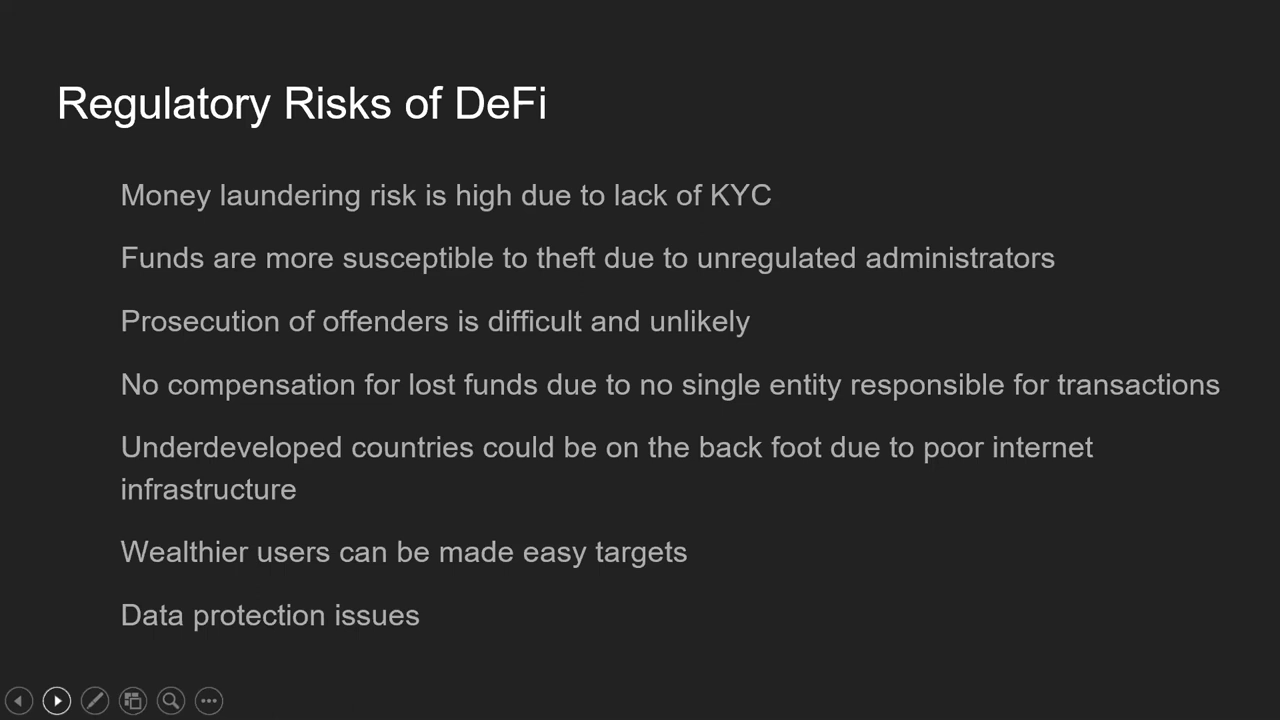 Regulatory Risks of DeFi
Money laundering risk is high due to lack of KYC
Funds are more susceptible to theft due to unregulated administrators
Prosecution of offenders is difficult and unlikely
No compensation for lost funds due to no single entity responsible for transactions
Underdeveloped countries could be on the back foot due to poor internet
infrastructure
Wealthier users can be made easy targets
Data protection issues